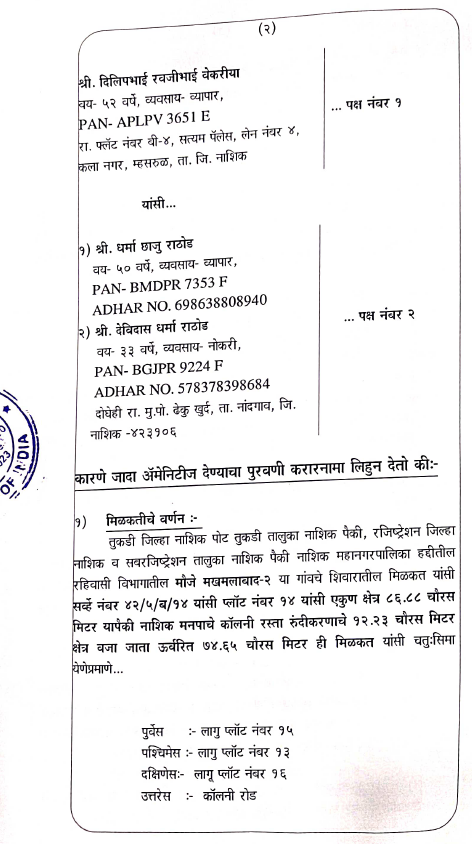 (२)
श्री. दिलिपभाई रवजीभाई वेकरीया
वय- ५२ वर्षे, व्यवसाय- व्यापार,
PAN- APLPV 3651 E
... पक्ष नंबर १
रा. फ्लॅट नंबर बी-४, सत्यम पॅलेस, लेन नंबर ४,
कला नगर, म्हसरुळ, ता. जि. नाशिक
यांसी...
१) श्री. धर्मा छाजु राठोड
वय- ५० वर्षे, व्यवसाय- व्यापार,
PAN- BMDPR 7353 F
ADHAR NO. 698638808940
... पक्ष नंबर २
२) श्री. देविदास धर्मा राठोड
वय- ३३ वर्षे, व्यवसाय- नोकरी,
PAN- BGJPR 9224 F
ADHAR NO. 578378398684
दोघेही रा. मु.पो. ढेकु खुर्द, ता. नांदगाव, जि.
नाशिक -४२३१०६
कारणे जादा ॲमेनिटीज देण्याचा पुरवणी करारनामा लिहुन देतो की:-
१) मिळकतीचे वर्णन :-
तुकडी जिल्हा नाशिक पोट तुकडी तालुका नाशिक पैकी, रजिष्ट्रेशन जिल्हा
नाशिक व सबरजिष्ट्रेशन तालुका नाशिक पैकी नाशिक महानगरपालिका हद्दीतील
रहिवासी विभागातील मौजे मखमलाबाद-२ या गांवचे शिवारातील मिळकत यांसी
सर्व्हे नंबर ४२/५/ब/१४ यांसी प्लॉट नंबर १४ यांसी एकुण क्षेत्र ८६.८८ चौरस
मिटर यापैकी नाशिक मनपाचे कॉलनी रस्ता रुंदीकरणाचे १२.२३ चौरस मिटर
क्षेत्र वजा जाता ऊर्वरित ७४.६५ चौरस मिटर ही मिळकत यांसी चतु:सिमा
येणेप्रमाणे...
पुर्वेस :- लागु प्लॉट नंबर १५
पश्चिमेस :- लागु प्लॉट नंबर १३
दक्षिणेस:- लागू प्लॉट नंबर १६
उत्तरेस :- कॉलनी रोड
OF INDIA